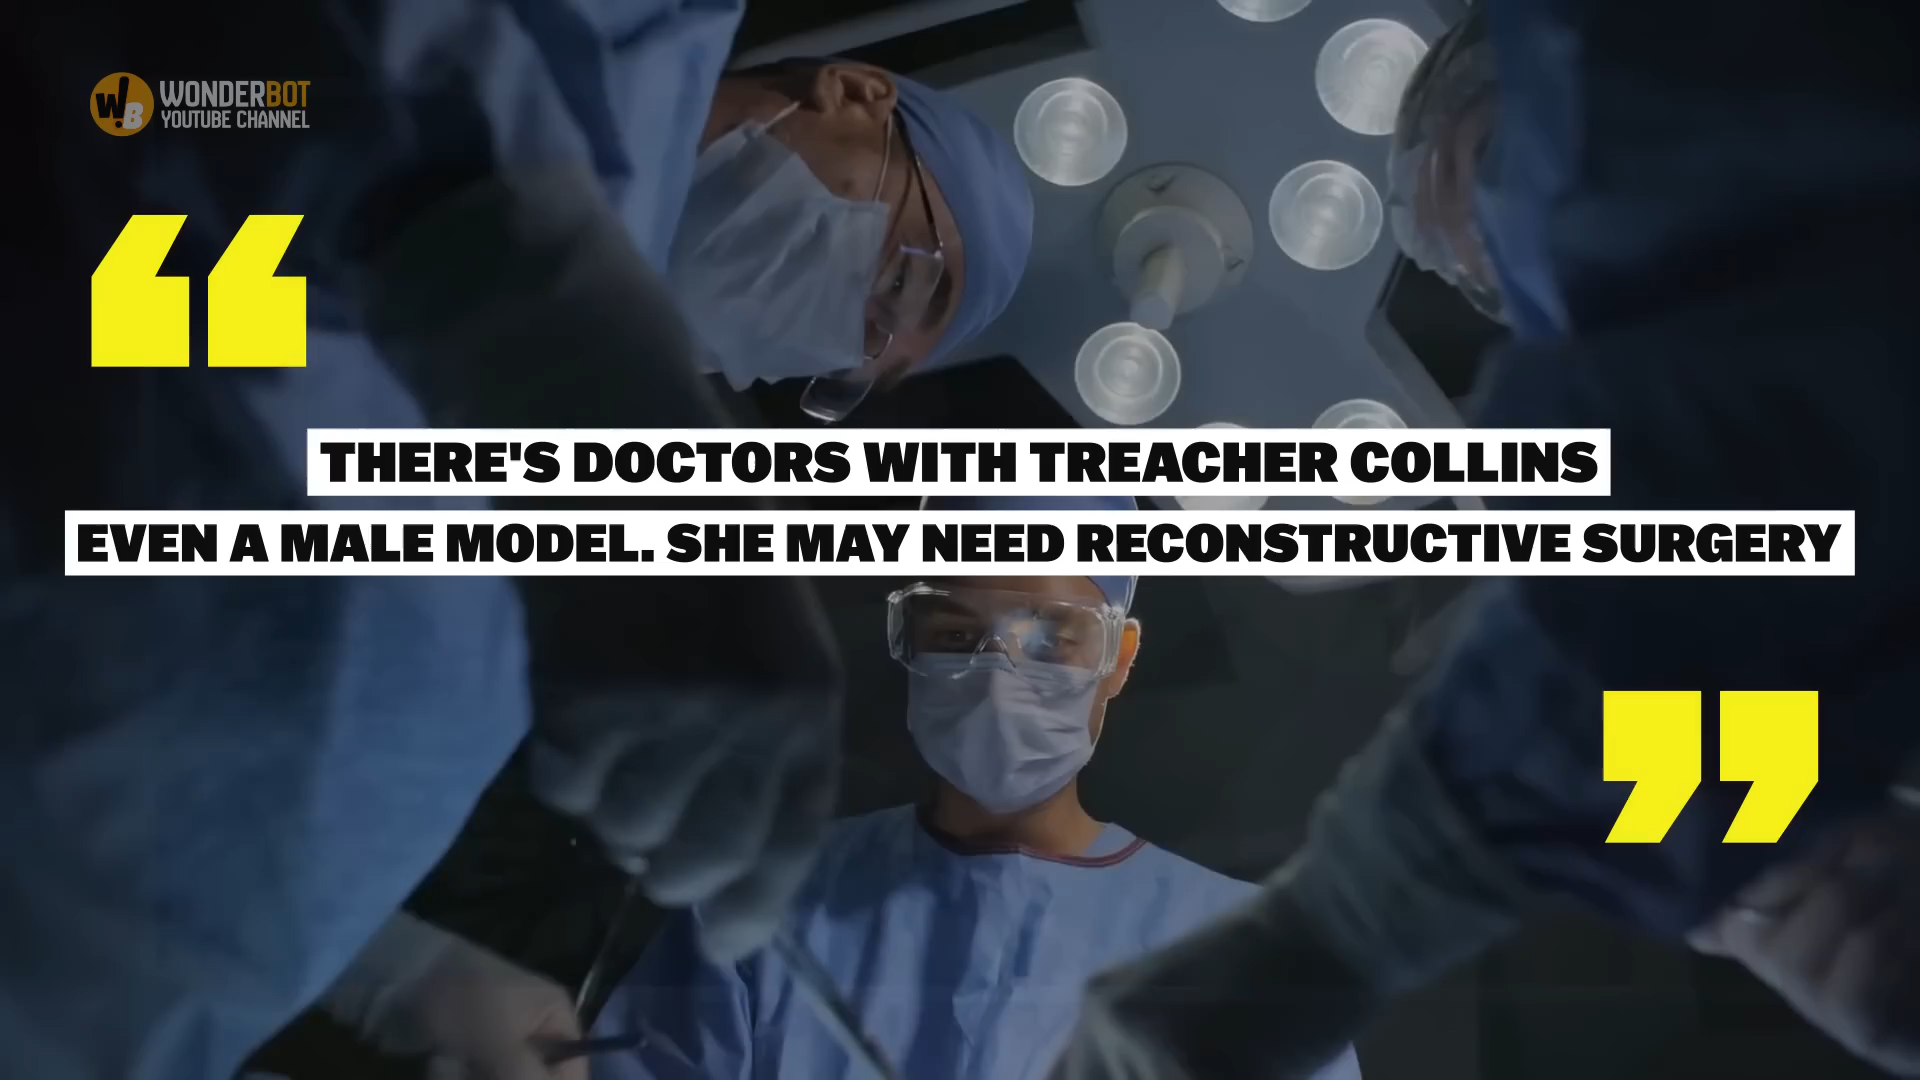 WONDERBOT
YOUTUBE CHANNEL
“
THERE'S DOCTORS WITH TREACHER COLLINS
EVEN A MALE MODEL. SHE MAY NEED RECONSTRUCTIVE SURGERY
”